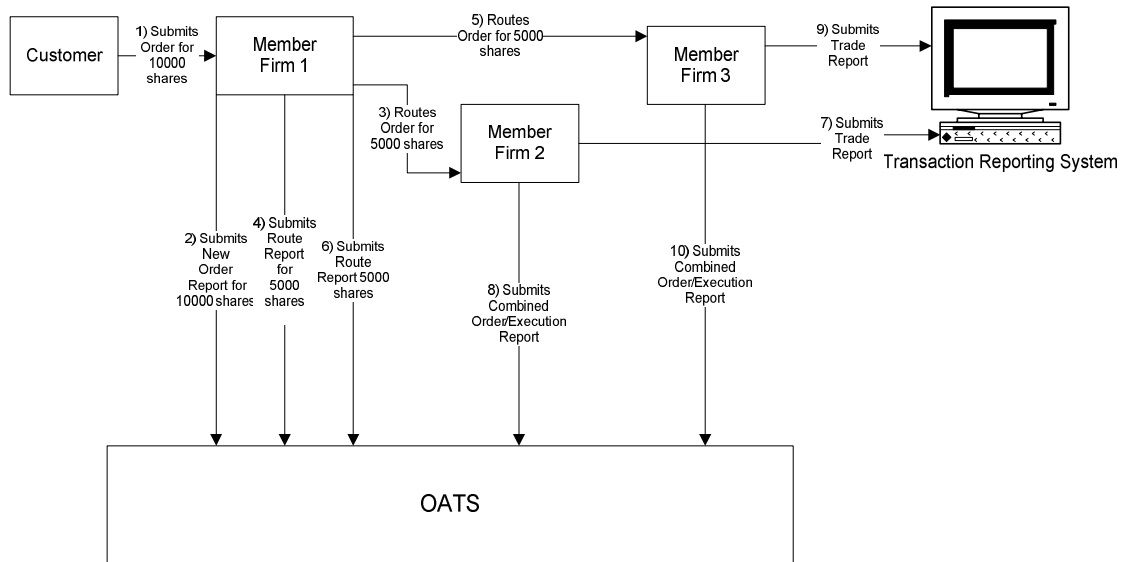 Customer
1) Submits
Order for
10000
shares
Member
Firm 1
5) Routes
Order for 5000
shares
Member
Firm 3
9) Submits
Trade
Report
3) Routes
Order for
5000 shares
Member
Firm 2
7) Submits
Trade
Report
Transaction Reporting System
2) Submits
New
Order
Report for
10000 shares
4) Submits
Route
Report
for
5000
shares
6) Submits
Route
Report 5000
shares
8) Submits
Combined
Order/Execution
Report
10) Submits
Combined
Order/Execution
Report
OATS